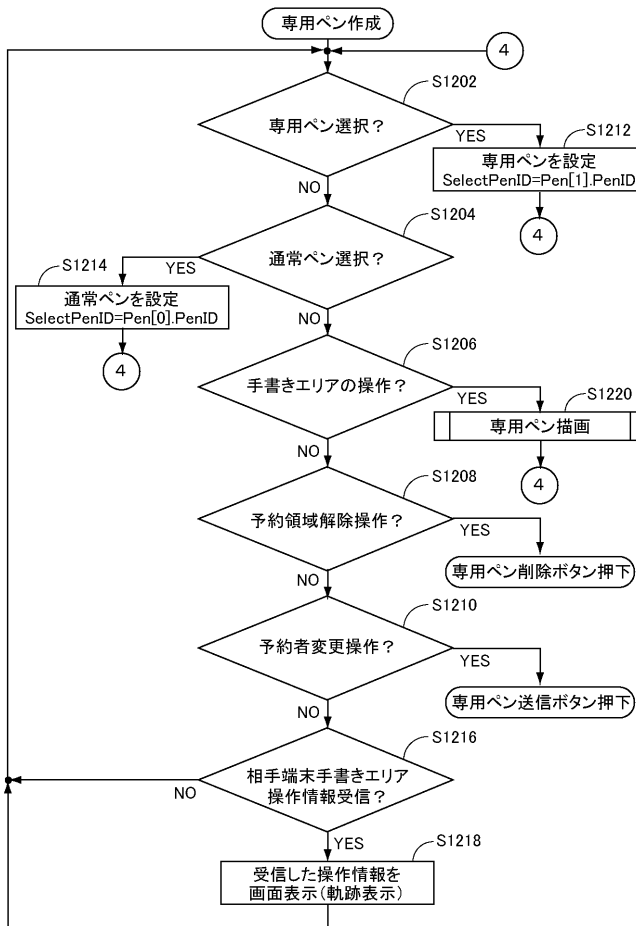 専用ペン作成
4
S1202
専用ペン選択？
YES
S1212
専用ペンを設定
SelectPenID=Pen[1].PenID
4
NO
S1204
通常ペン選択？
YES
S1214
通常ペンを設定
SelectPenID=Pen[0].PenID
4
NO
S1206
手書きエリアの操作？
YES
S1220
専用ペン描画
4
NO
S1208
予約領域解除操作？
YES
専用ペン削除ボタン押下
NO
S1210
予約者変更操作？
YES
専用ペン送信ボタン押下
NO
S1216
相手端末手書きエリア
操作情報受信？
NO
YES
S1218
受信した操作情報を
画面表示(軌跡表示)